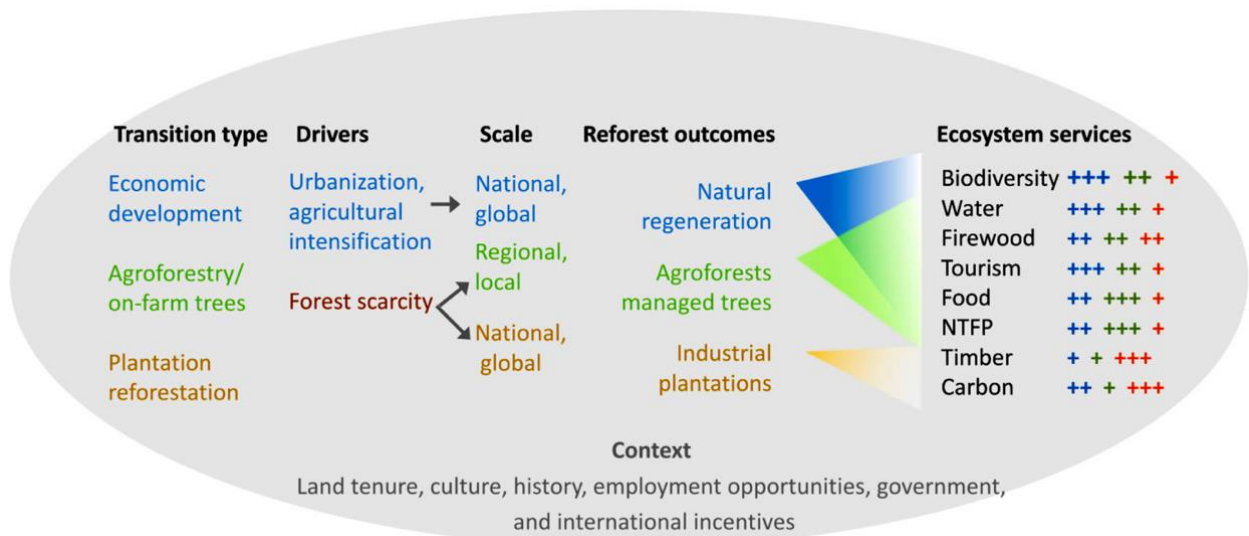 Transition type
Drivers
Scale
Reforest outcomes
Ecosystem services
Economic
development
Urbanization,
agricultural
intensification
National,
global
Natural
regeneration
Agroforestry/
on-farm trees
Forest scarcity
Regional,
local
Agroforests
managed trees
Plantation
reforestation
National,
global
Industrial
plantations
Biodiversity +++ ++ +
Water +++ ++ +
Firewood ++ ++ ++
Tourism +++ ++ +
Food ++ +++ +
NTFP ++ +++ +
Timber + + +++
Carbon ++ + +++
Context
Land tenure, culture, history, employment opportunities, government,
and international incentives